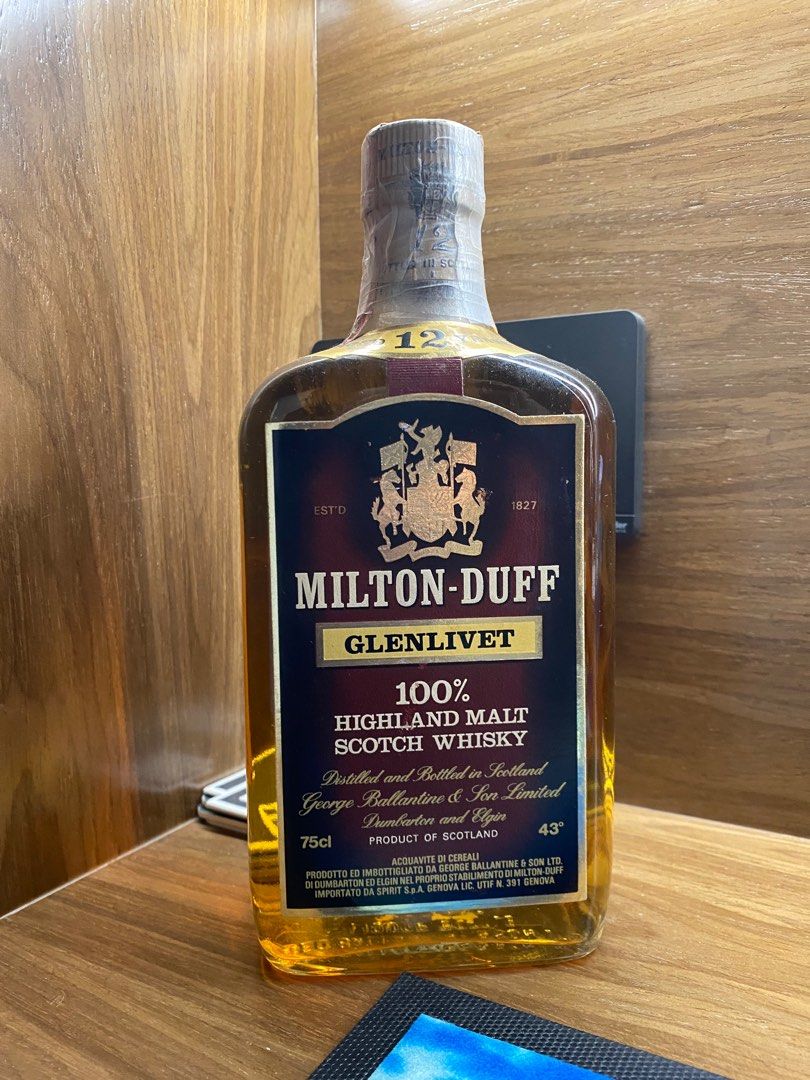 12
12
EST'D 1827
MILTON-DUFF
GLENLIVET
100%
HIGHLAND MALT
SCOTCH WHISKY
Distilled and Bottled in Scotland
George Ballantine & Son Limited
Dumbarton and Elgin
PRODUCT OF SCOTLAND
75cl 43°
ACQUAVITE DI CEREALI
PRODOTTO ED IMBOTTIGLIATO DA GEORGE BALLANTINE & SON LTD.
DI DUMBARTON ED ELGIN NEL PROPRIO STABILIMENTO DI MILTON-DUFF
IMPORTATO DA SPIRIT S.p.A. GENOVA LIC. UTIF N. 391 GENOVA